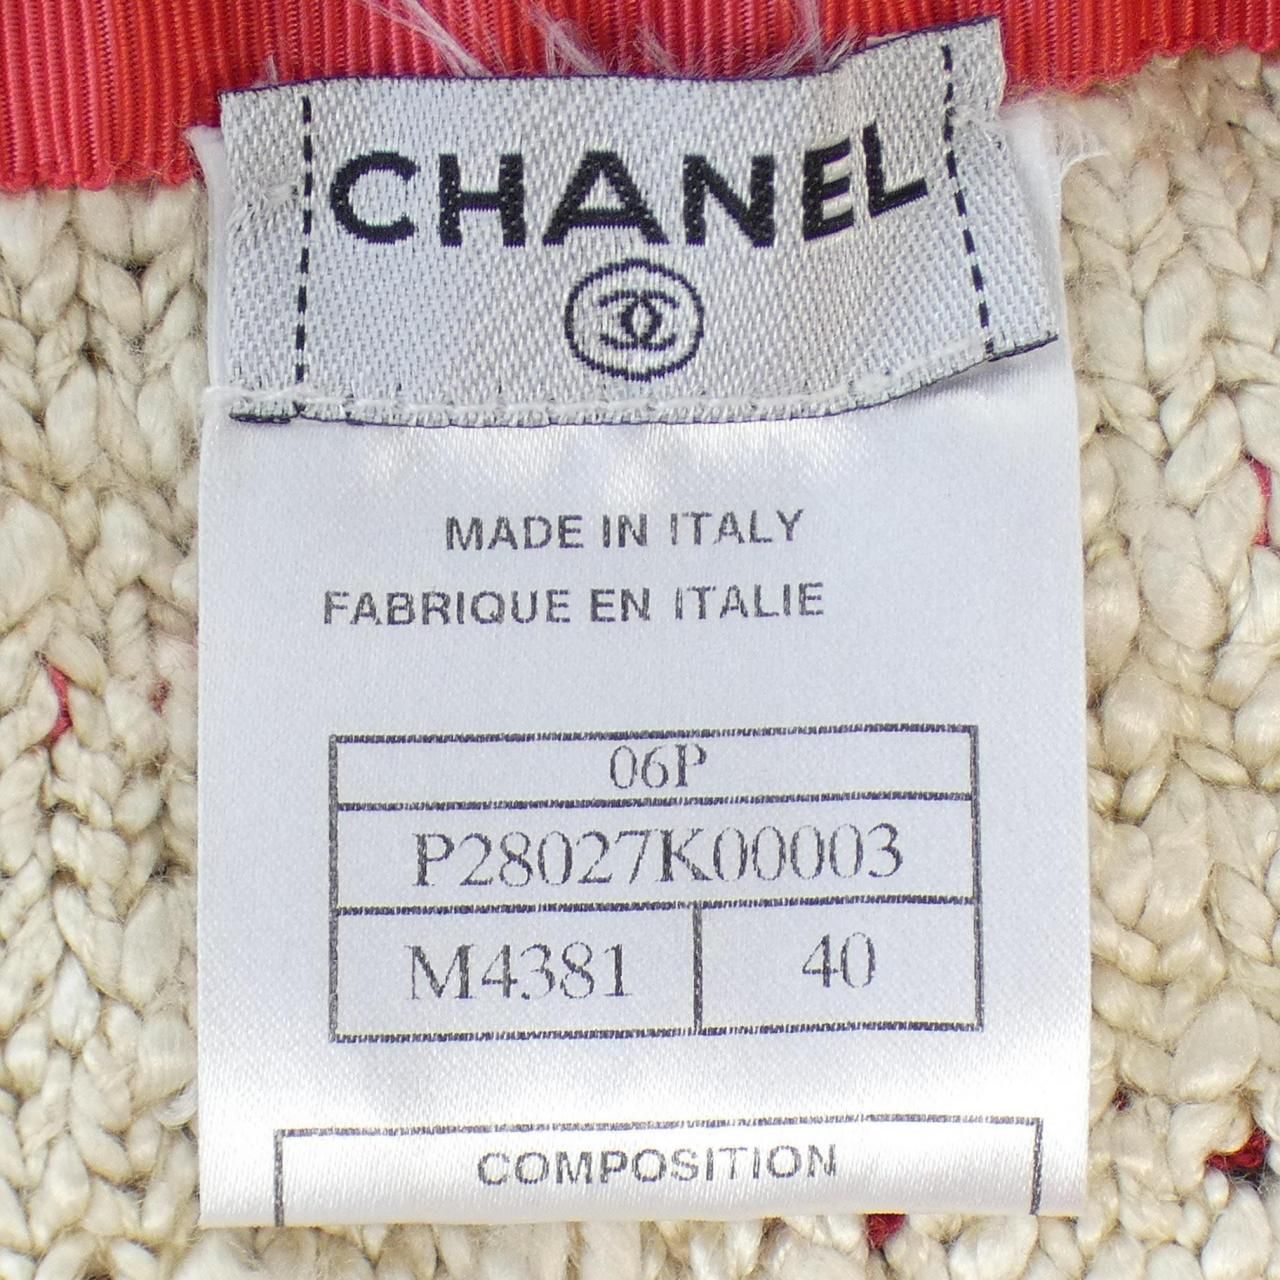 CHANEL
MADE IN ITALY
FABRIQUE EN ITALIE
06P
P28027K00003
M4381 40
COMPOSITION